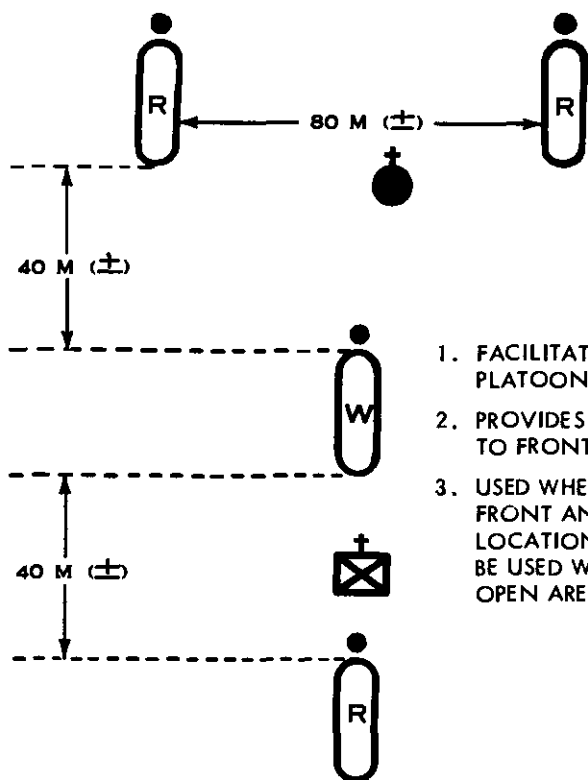 R
R
80 M (±)
40 M (±)
W
1. FACILITAT
PLATOON
2. PROVIDES
TO FRONT
3. USED WHE
FRONT AN
LOCATION
BE USED W
OPEN ARE
40 M (±)
R